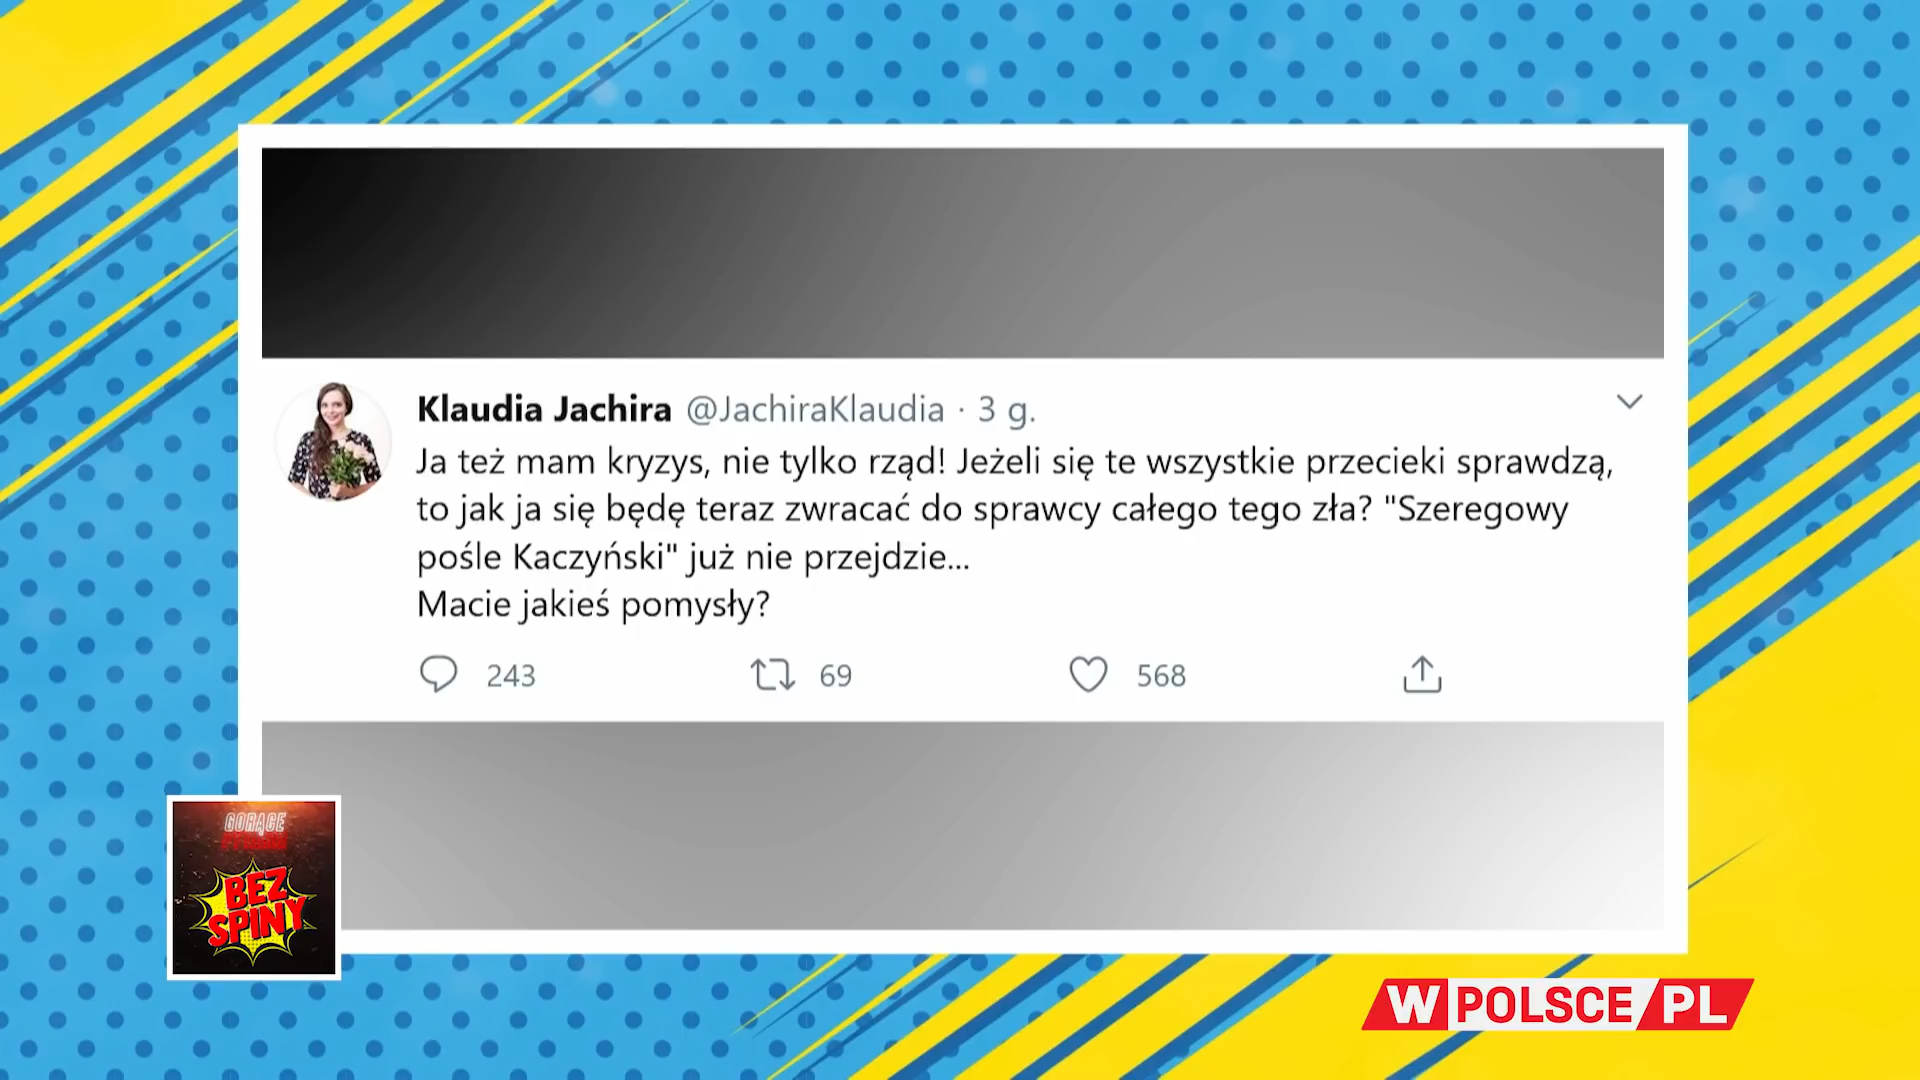 Klaudia Jachira @JachiraKlaudia · 3 g.
Ja też mam kryzys, nie tylko rząd! Jeżeli się te wszystkie przecieki sprawdzą,
to jak ja się będę teraz zwracać do sprawcy całego tego zła? "Szeregowy
pośle Kaczyński" już nie przejdzie...
Macie jakieś pomysły?
243 69 568
GORĄCE
BEZ
SPINY
WPOLSCE PL